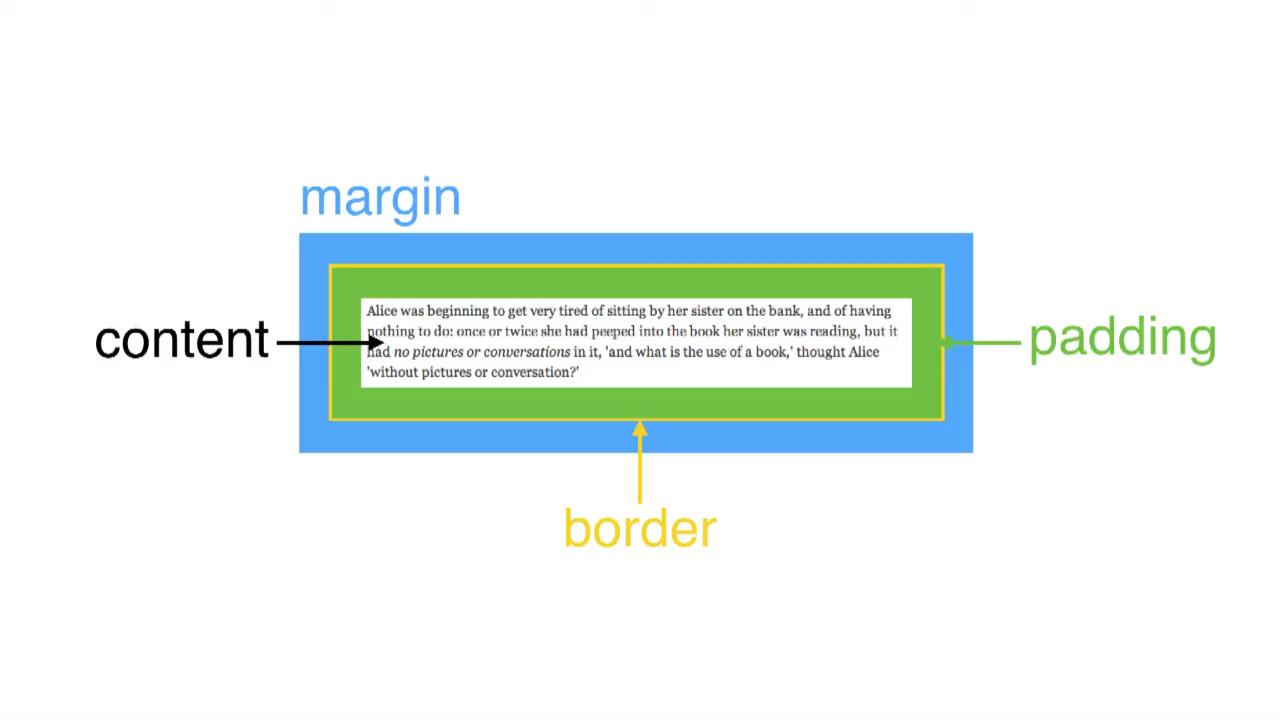 margin
content
Alice was beginning to get very tired of sitting by her sister on the bank, and of having
nothing to do: once or twice she had peeped into the book her sister was reading, but it
had no pictures or conversations in it, 'and what is the use of a book,' thought Alice
'without pictures or conversation?'
padding
border